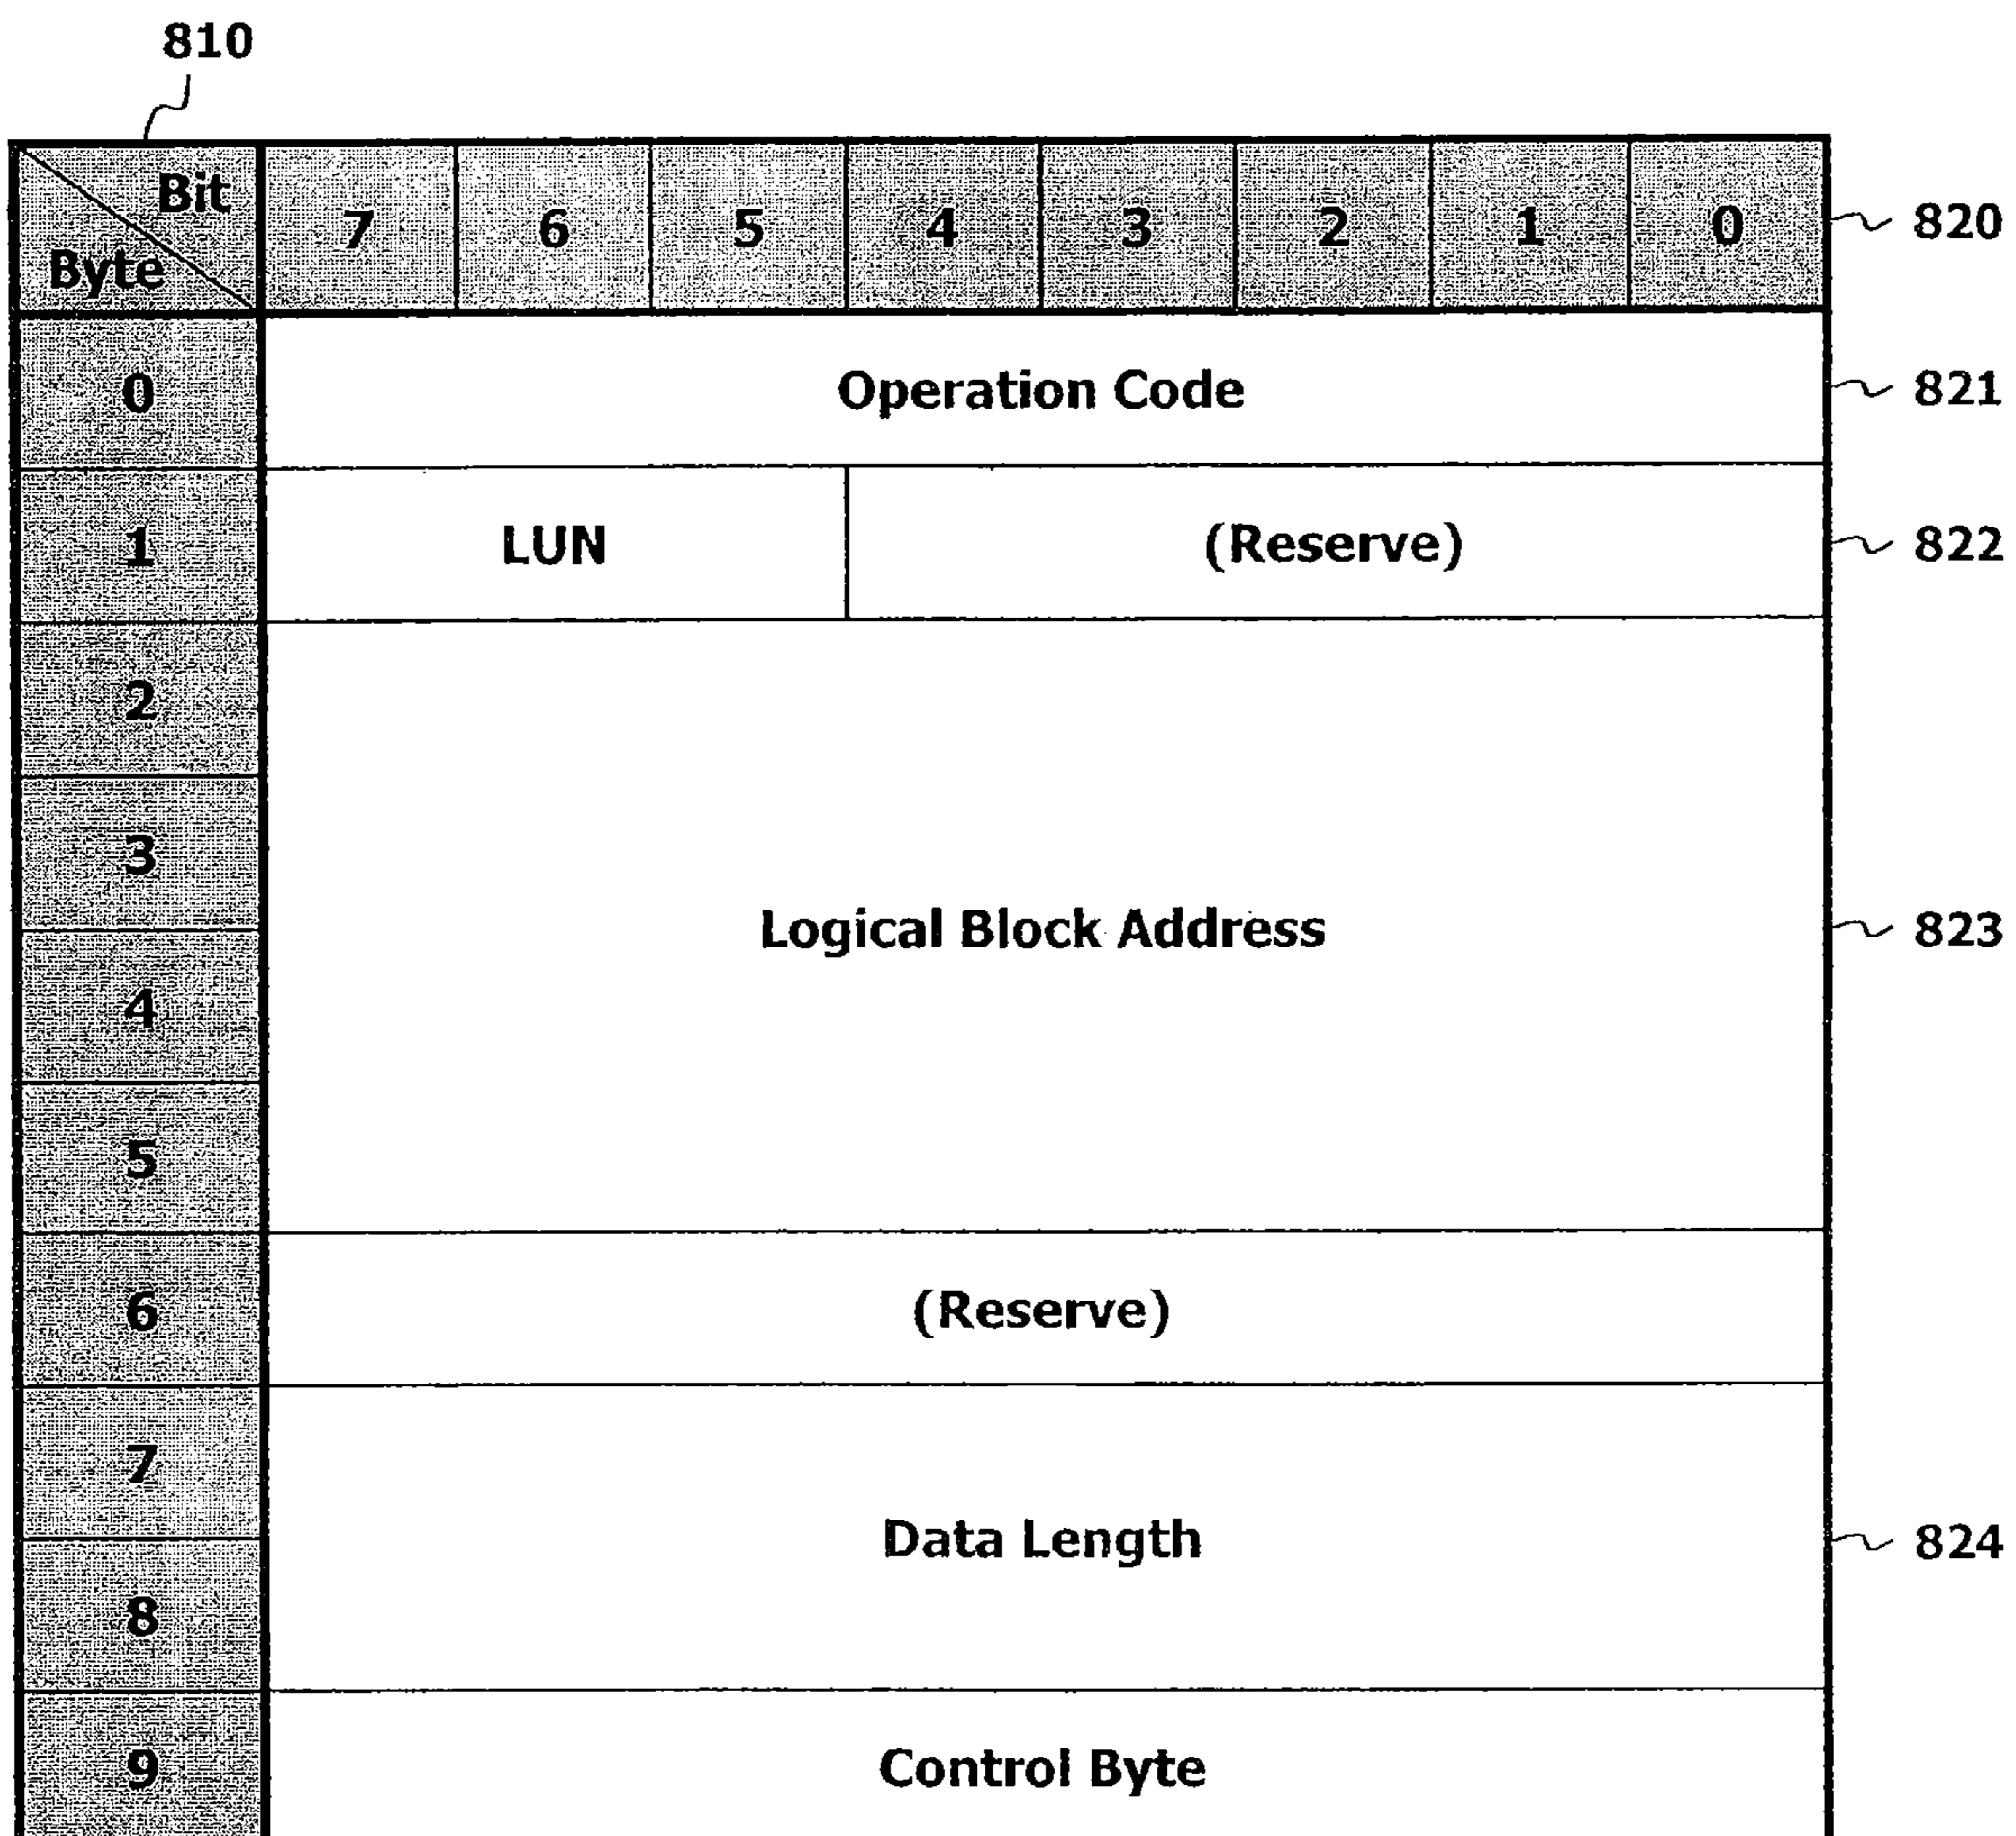 810
Bit
Byte
7 6 5 4 3 2 1 0 820
0 Operation Code 821
1 LUN (Reserve) 822
2
3
Logical Block Address 823
4
5
6 (Reserve)
7
Data Length 824
8
9 Control Byte